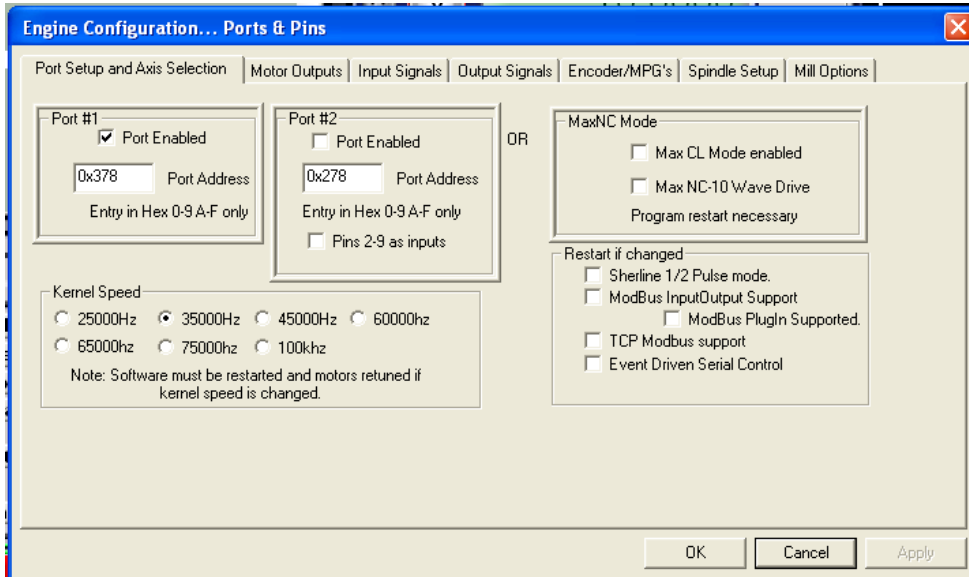 Engine Configuration... Ports & Pins
Port Setup and Axis Selection
Motor Outputs
Input Signals
Output Signals
Encoder/MPG's
Spindle Setup
Mill Options
Port #1
Port Enabled
0x378
Port Address
Entry in Hex 0-9 A-F only
Port #2
Port Enabled
0x278
Port Address
Entry in Hex 0-9 A-F only
Pins 2-9 as inputs
OR
MaxNC Mode
Max CL Mode enabled
Max NC-10 Wave Drive
Program restart necessary
Restart if changed
Sherline 1/2 Pulse mode.
ModBus InputOutput Support
ModBus PlugIn Supported.
TCP Modbus support
Event Driven Serial Control
Kernel Speed
25000Hz
35000Hz
45000Hz
60000hz
65000hz
75000hz
100khz
Note: Software must be restarted and motors retuned if
kernel speed is changed.
OK
Cancel
Apply